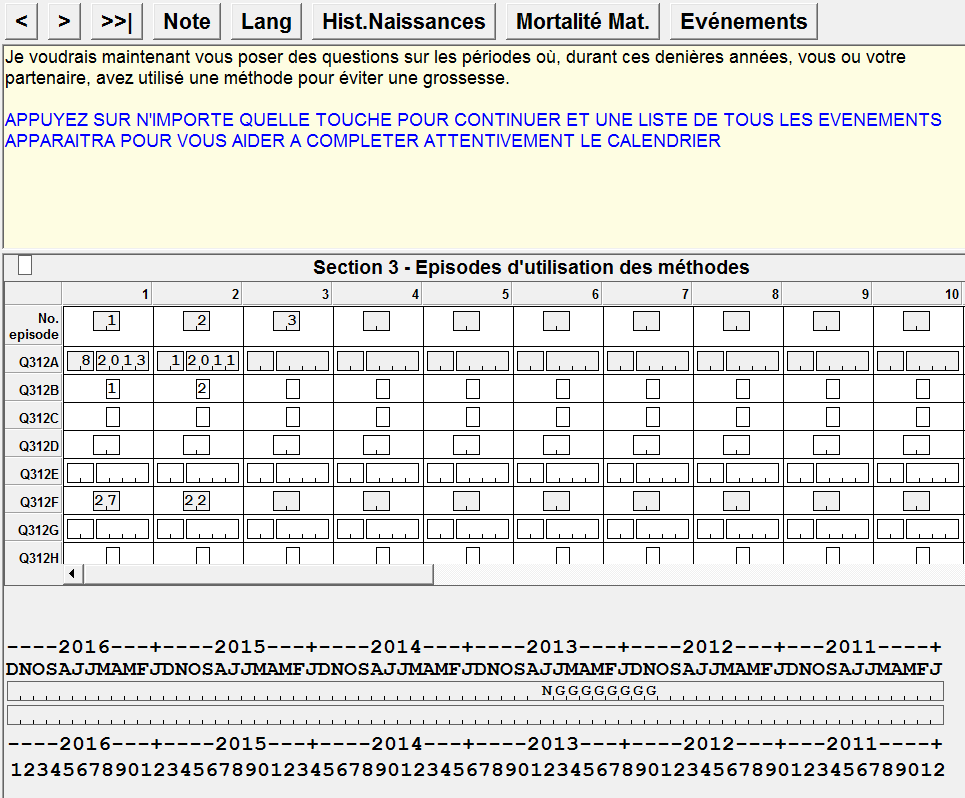 < > >>| Note Lang Hist.Naissances Mortalité Mat. Evénements
Je voudrais maintenant vous poser des questions sur les périodes où, durant ces denières années, vous ou votre
partenaire, avez utilisé une méthode pour éviter une grossesse.
APPUYEZ SUR N'IMPORTE QUELLE TOUCHE POUR CONTINUER ET UNE LISTE DE TOUS LES EVENEMENTS
APPARAITRA POUR VOUS AIDER A COMPLETER ATTENTIVEMENT LE CALENDRIER
Section 3 - Episodes d'utilisation des méthodes
1 2 3 4 5 6 7 8 9 10
No.
episode 1 2 3
Q312A 8 2013 1 2011
Q312B 1 2
Q312C
Q312D
Q312E
Q312F 27 22
Q312G
Q312H
----2016---+----2015---+----2014---+----2013---+----2012---+----2011----+
DNOSAJJMAMFJDNOSAJJMAMFJDNOSAJJMAMFJDNOSAJJMAMFJDNOSAJJMAMFJDNOSAJJMAMFJ
NGGGGGGGG
----2016---+----2015---+----2014---+----2013---+----2012---+----2011----+
123456789012123456789012123456789012123456789012123456789012123456789012